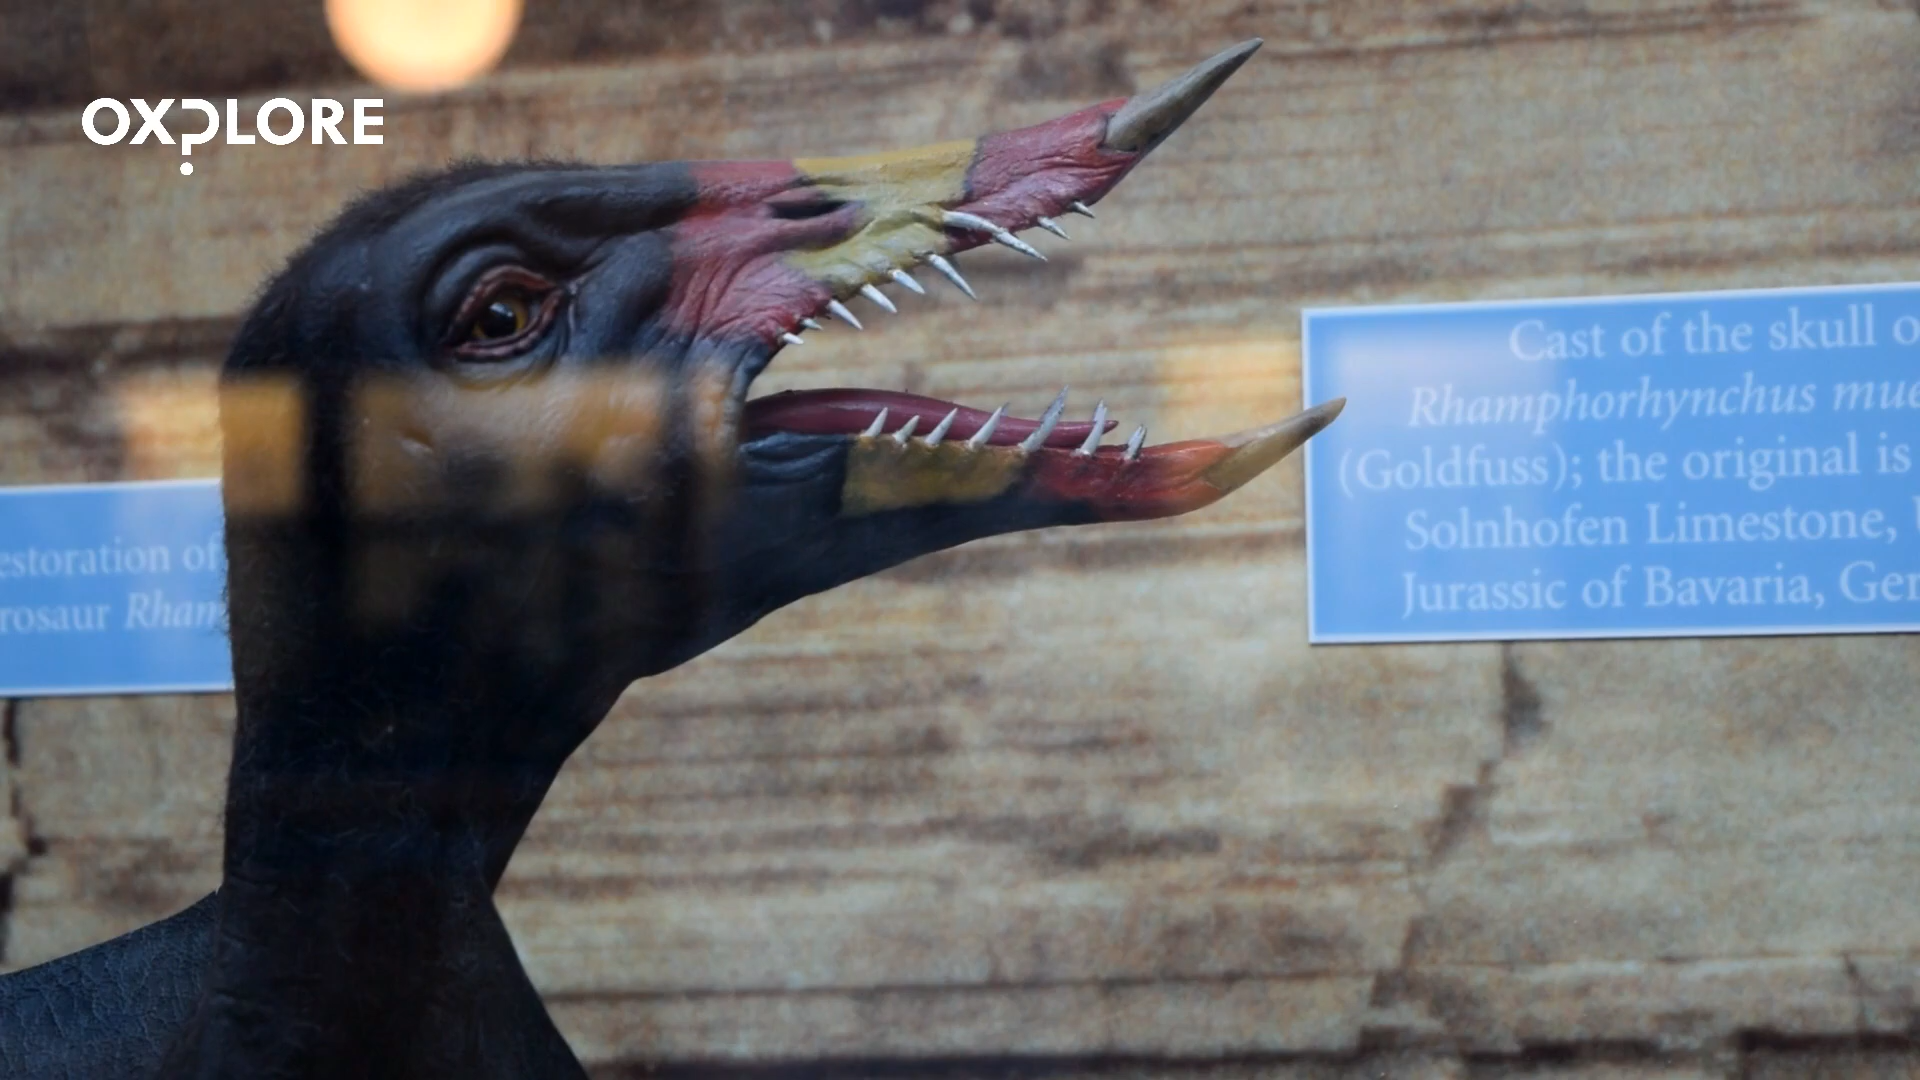 OXPLORE
estoration of
rosaur Rham
Cast of the skull o
Rhamphorhynchus mue
(Goldfuss); the original is
Solnhofen Limestone, U
Jurassic of Bavaria, Ger